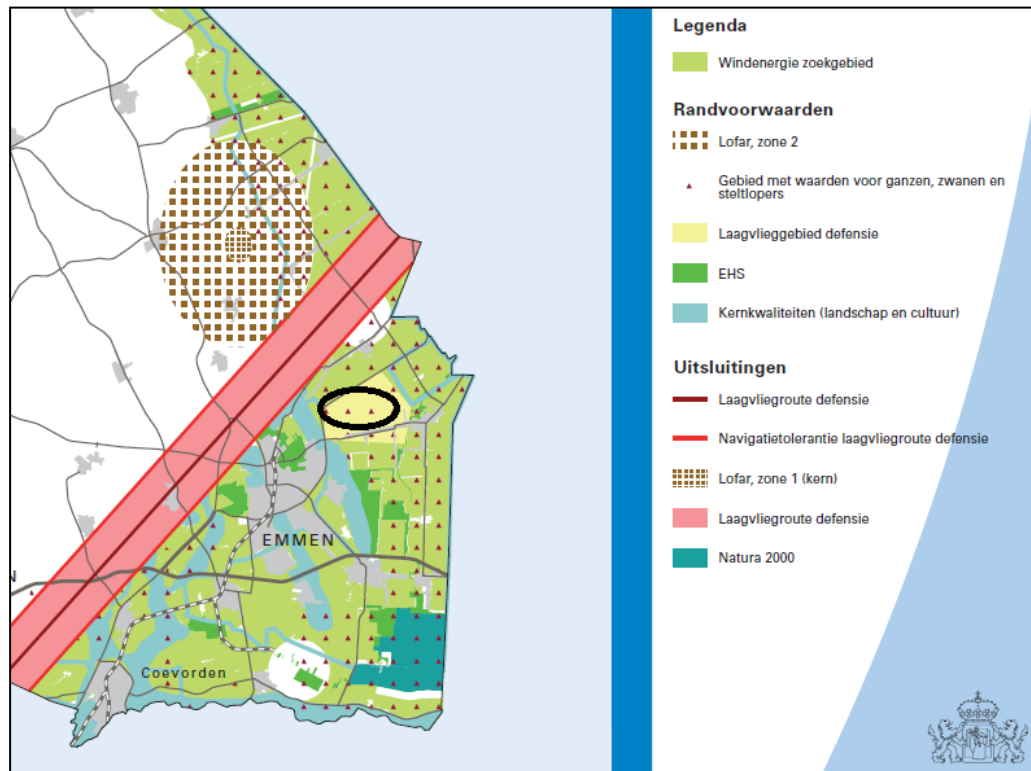 EMMEN
N
Coevorden
Legenda
Windenergie zoekgebied
Randvoorwaarden
Lofar, zone 2
Gebied met waarden voor ganzen, zwanen en
steltlopers
Laagvlieggebied defensie
EHS
Kernkwaliteiten (landschap en cultuur)
Uitsluitingen
Laagvliegroute defensie
Navigatietolerantie laagvliegroute defensie
Lofar, zone 1 (kern)
Laagvliegroute defensie
Natura 2000